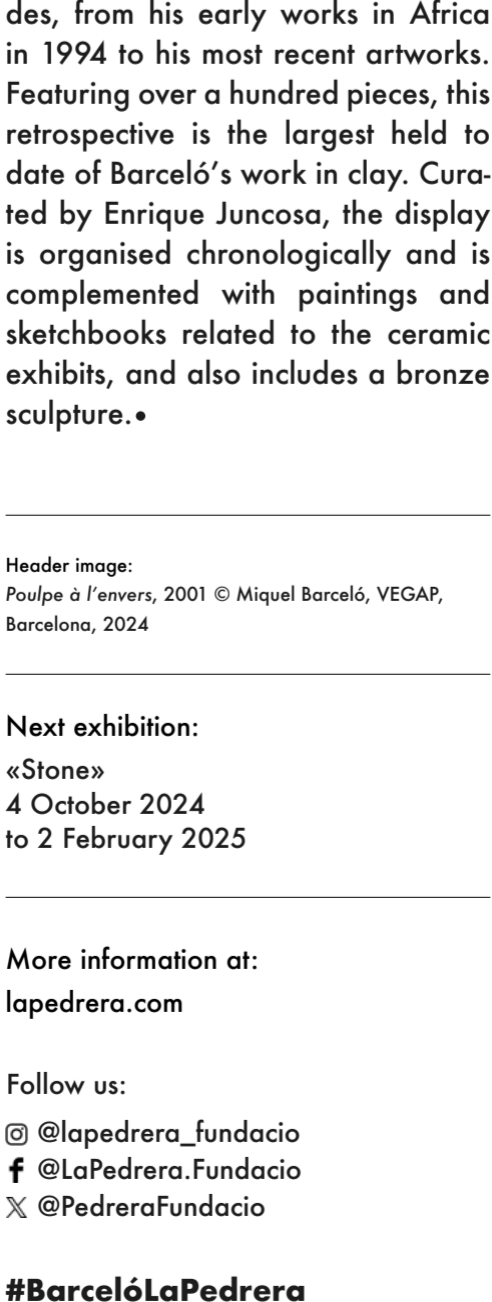 des, from his early works in Africa
in 1994 to his most recent artworks.
Featuring over a hundred pieces, this
retrospective is the largest held to
date of Barceló’s work in clay. Cura-
ted by Enrique Juncosa, the display
is organised chronologically and is
complemented with paintings and
sketchbooks related to the ceramic
exhibits, and also includes a bronze
sculpture.•
Header image:
Poulpe à l’envers, 2001 © Miquel Barceló, VEGAP,
Barcelona, 2024
Next exhibition:
«Stone»
4 October 2024
to 2 February 2025
More information at:
lapedrera.com
Follow us:
@lapedrera_fundacio
@LaPedrera.Fundacio
@PedreraFundacio
#BarcelóLaPedrera